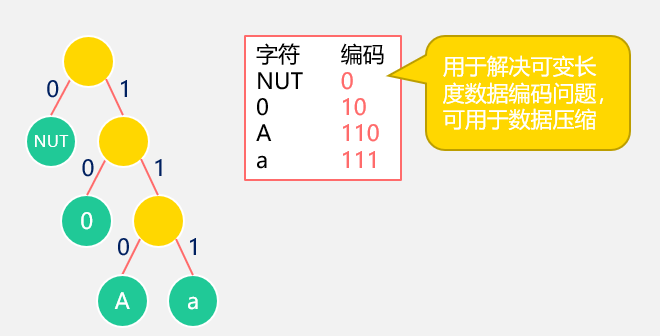 0 1
NUT
0 1
0
0 1
A a
字符 编码
NUT 0
0 10
A 110
a 111
用于解决可变长
度数据编码问题，
可用于数据压缩